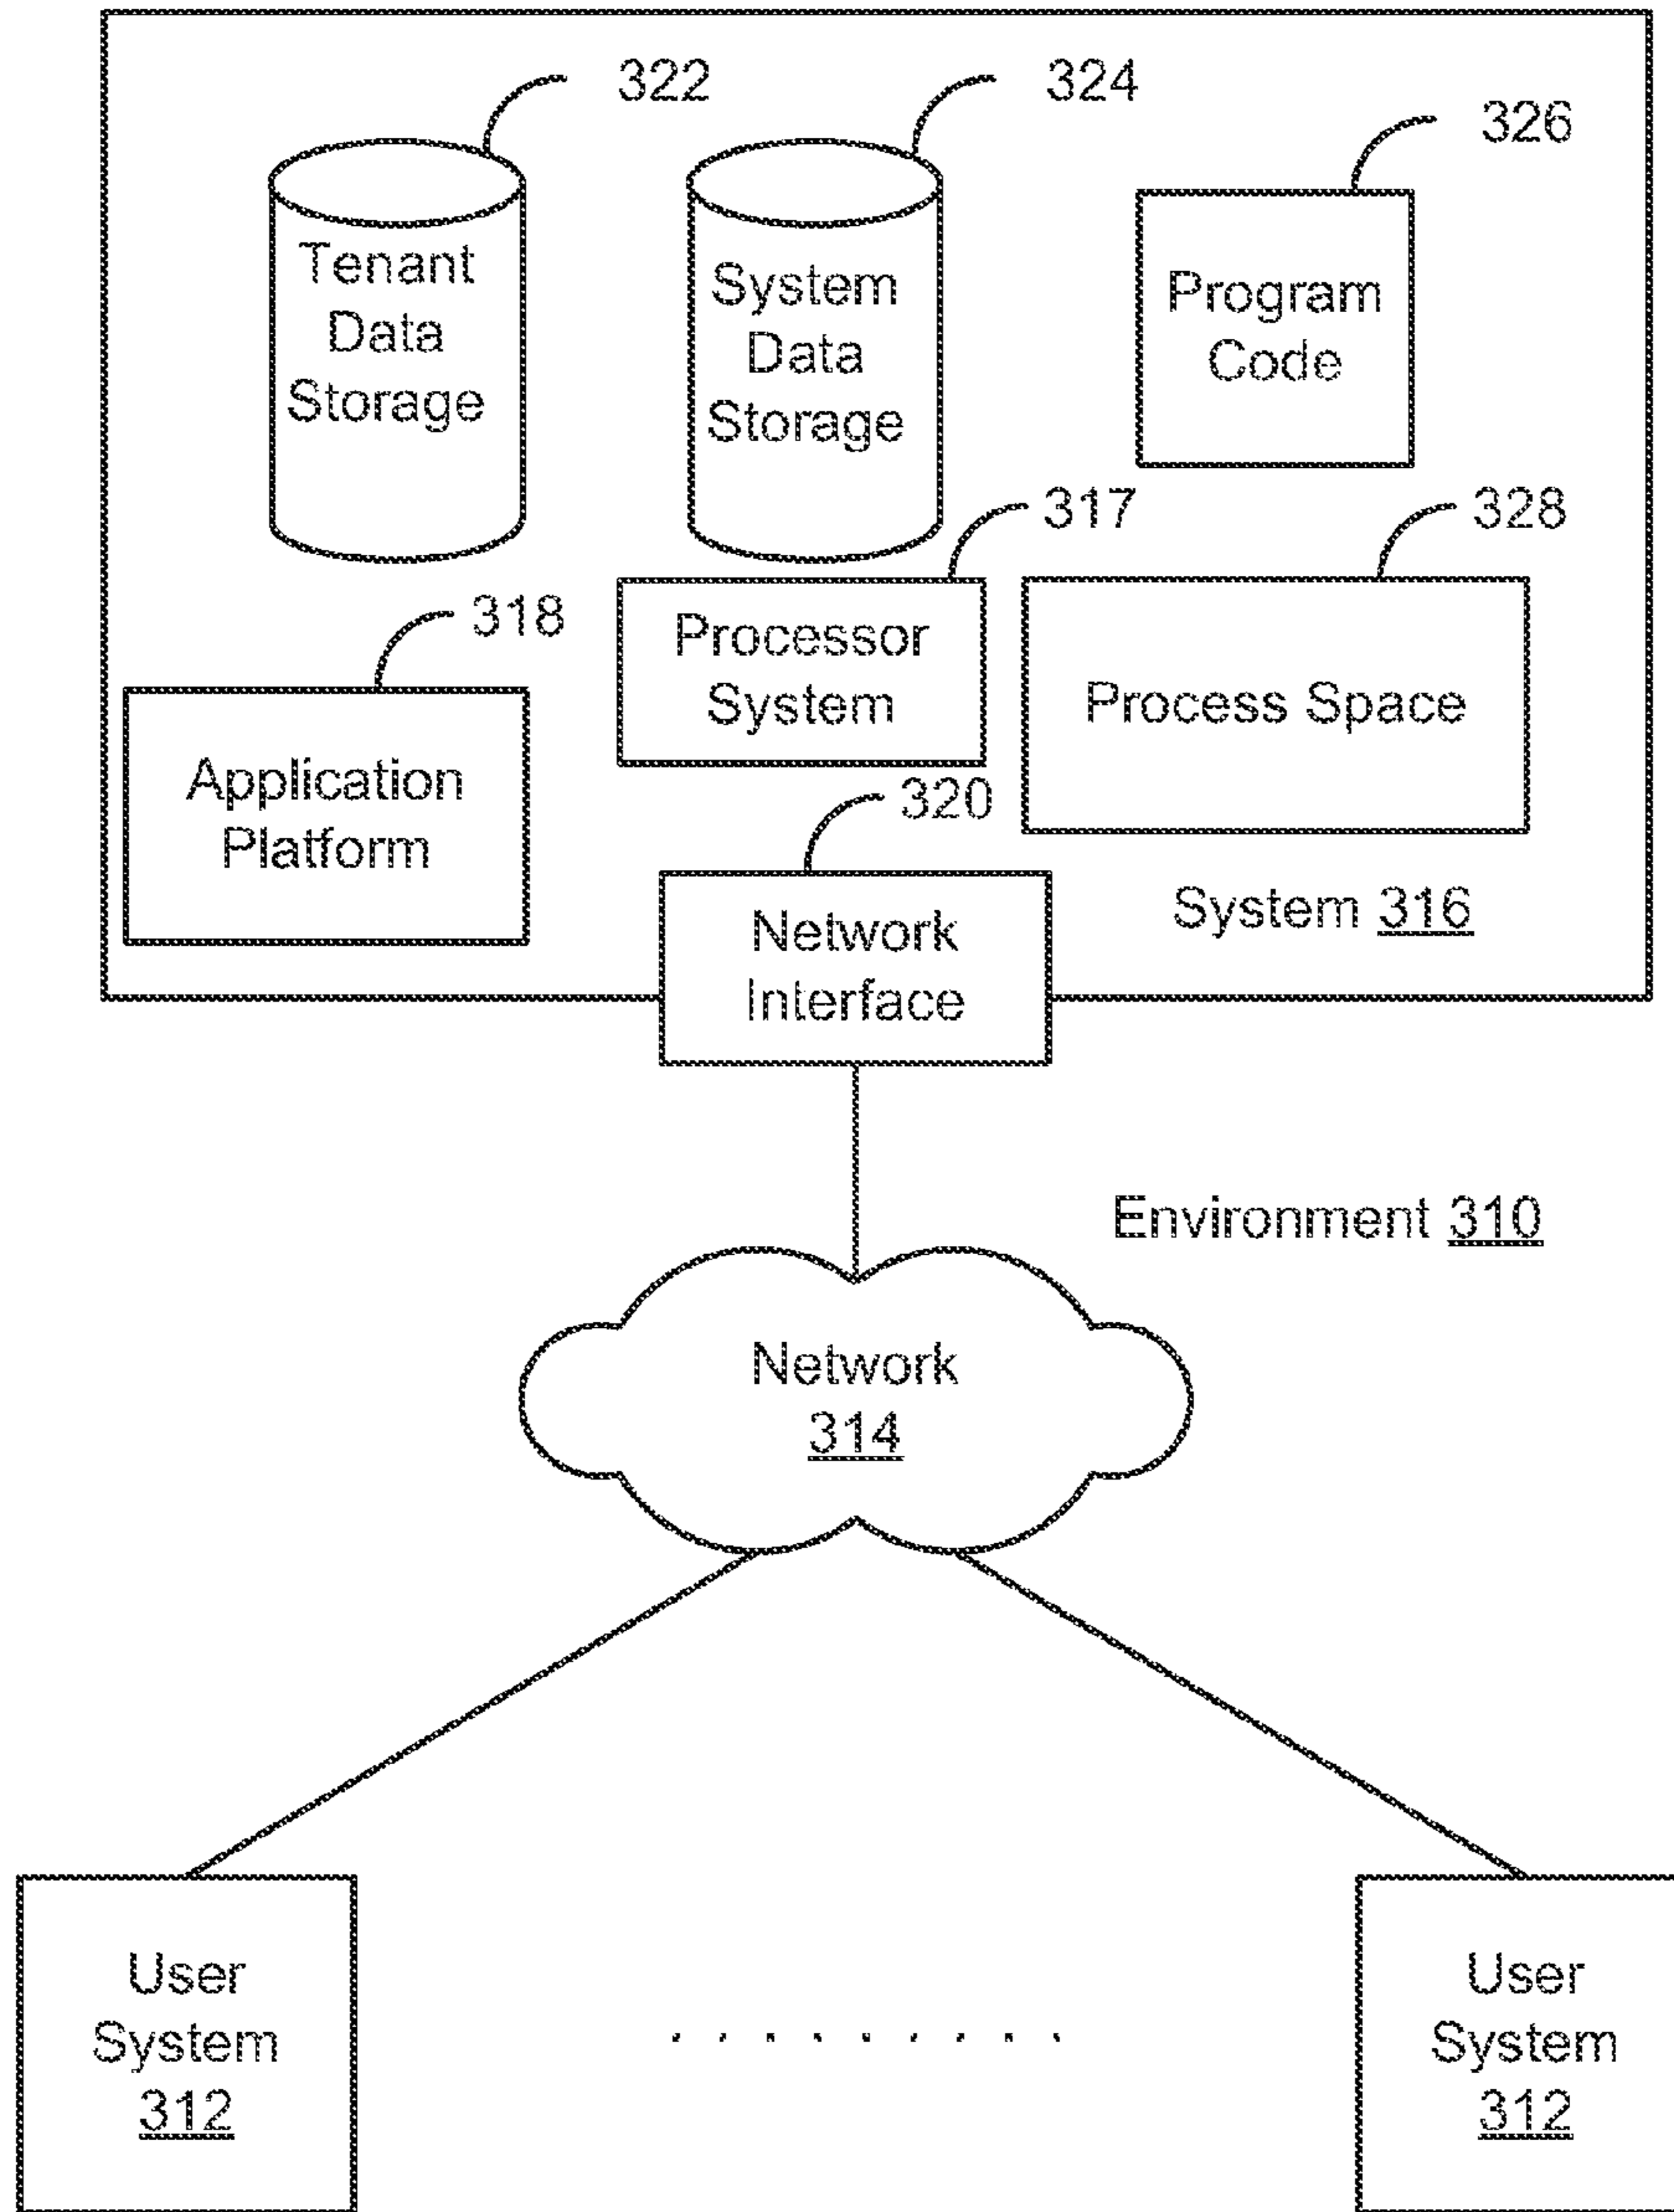 322
324
326
Tenant
Data
Storage
System
Data
Storage
Program
Code
317
328
318
Processor
System
Process Space
Application
Platform
320
System 316
Network
Interface
Environment 310
Network
314
User
System
312
User
System
312